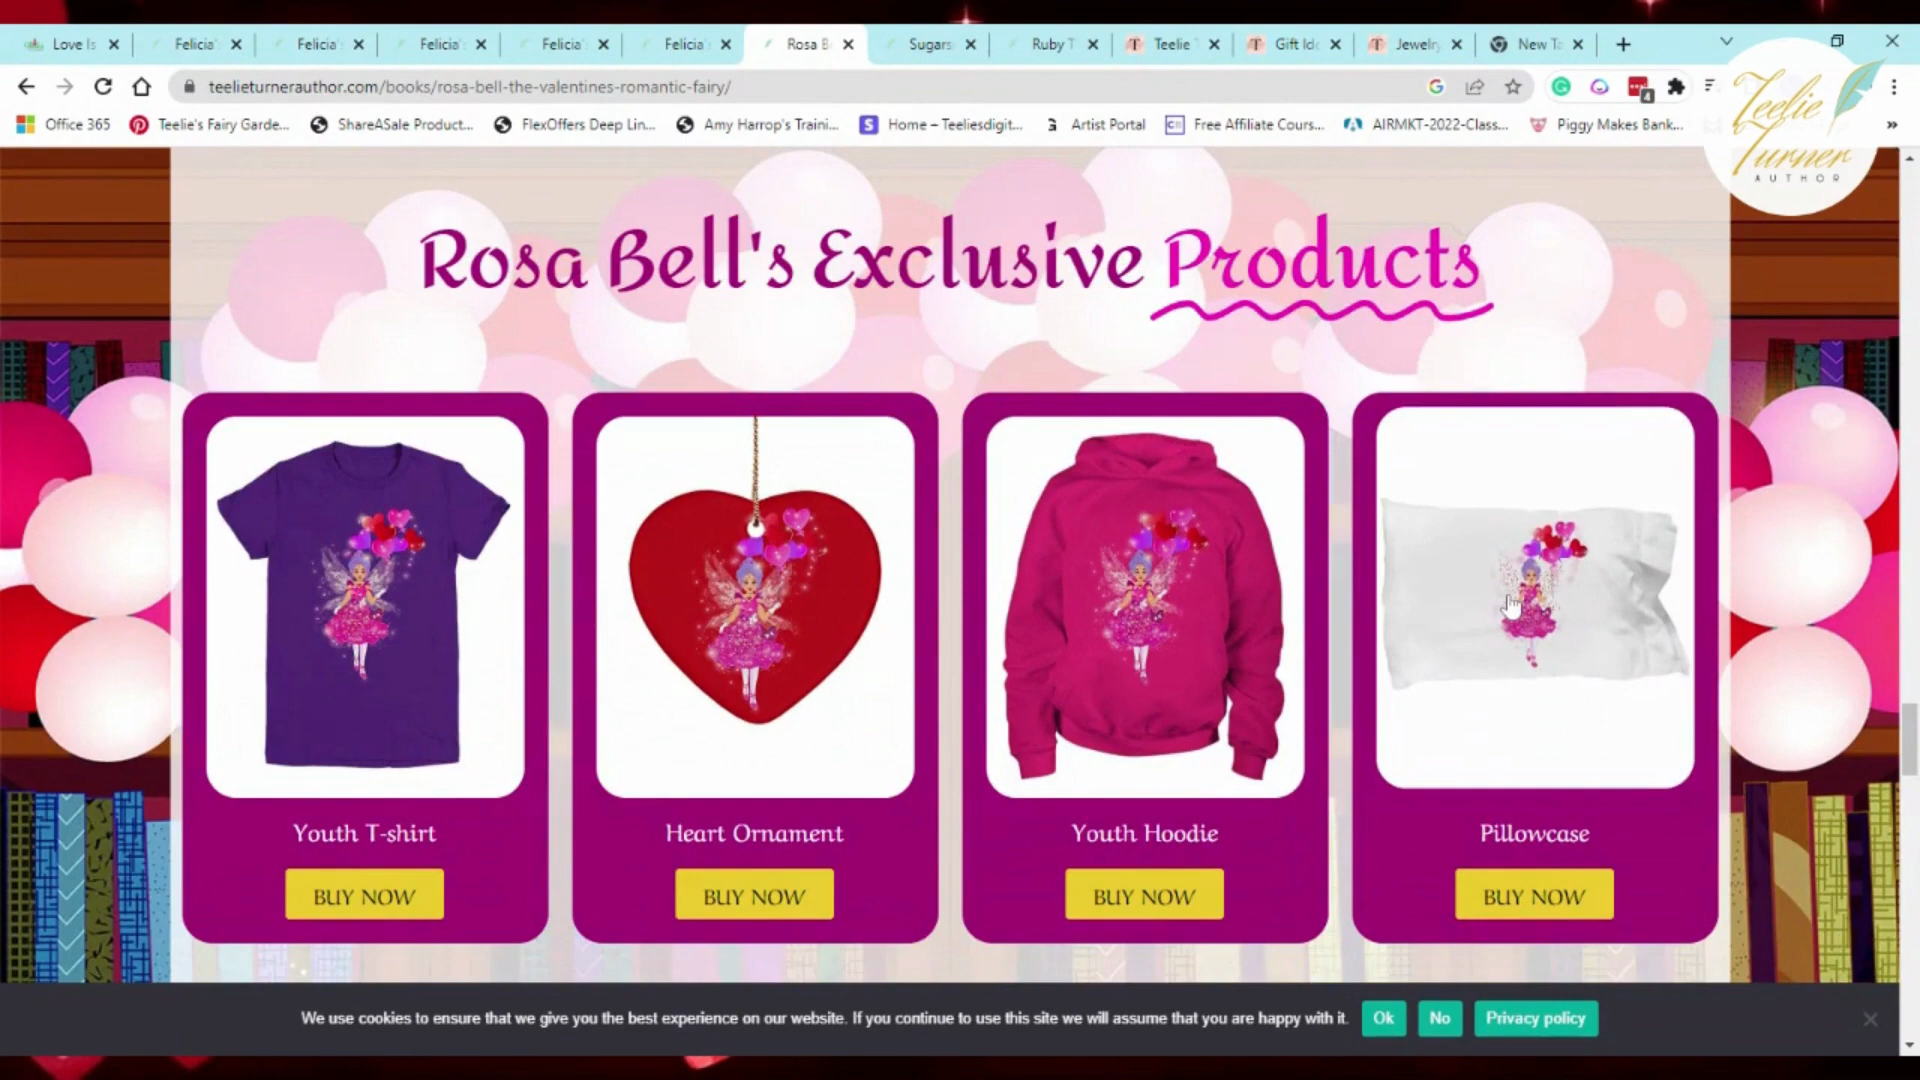 Love Is
Felicia'
Felicia'
Felicia'
Felicia'
Felicia'
Rosa B
Sugars
Ruby T
Teelie
Gift Id
Jewelry
New Ta
teelieturnerauthor.com/books/rosa-bell-the-valentines-romantic-fairy/
4
Office 365
Teelie's Fairy Garde...
ShareASale Product...
FlexOffers Deep Lin...
Amy Harrop's Traini...
Home – Teeliesdigit...
Artist Portal
Free Affiliate Cours...
AIRMKT-2022-Class...
Piggy Makes Bank...
Teelie
Turner
AUTHOR
Rosa Bell's Exclusive Products
Youth T-shirt
Heart Ornament
Youth Hoodie
Pillowcase
BUY NOW
BUY NOW
BUY NOW
BUY NOW
We use cookies to ensure that we give you the best experience on our website. If you continue to use this site we will assume that you are happy with it.
Ok
No
Privacy policy